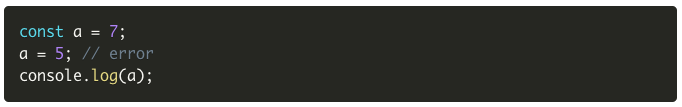 const a = 7;
a = 5; // error
console.log(a);